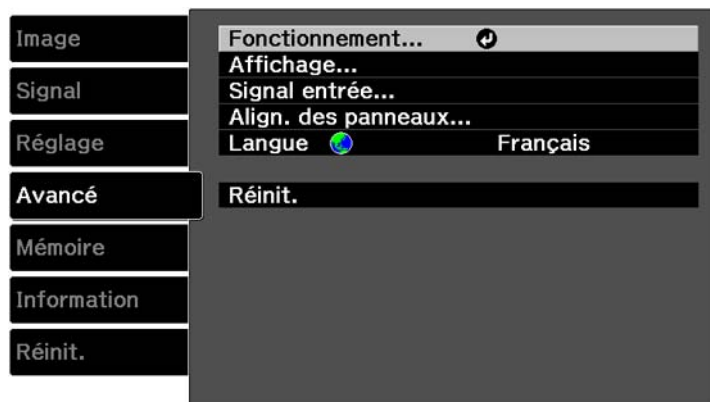 Image
Signal
Réglage
Avancé
Mémoire
Information
Réinit.
Fonctionnement...
Affichage...
Signal entrée...
Align. des panneaux...
Langue Français
Réinit.